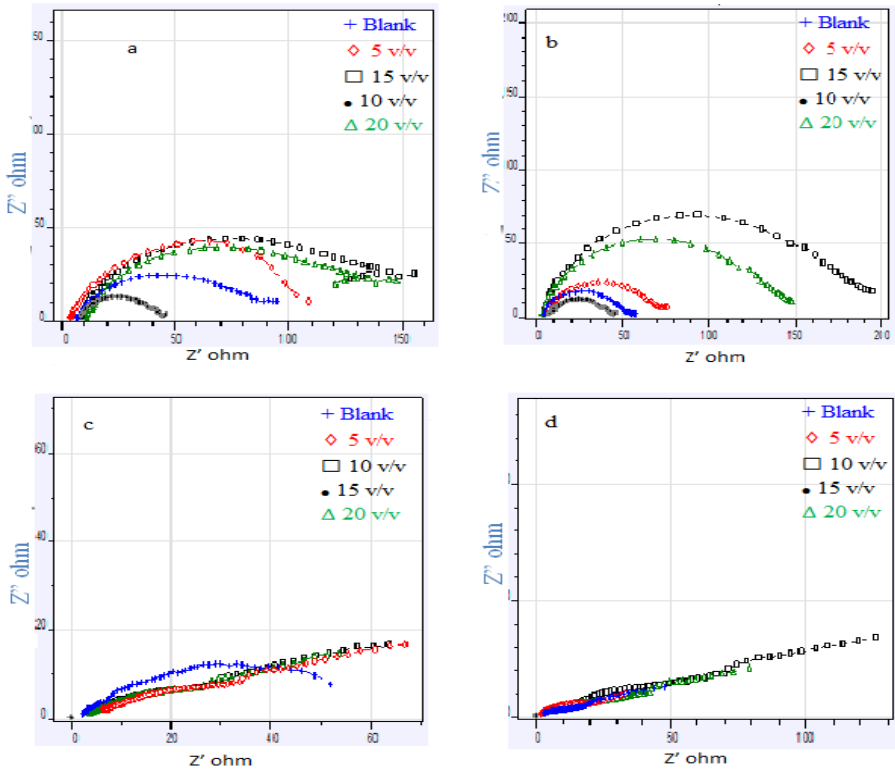 a
+ Blank
◇ 5 v/v
□ 15 v/v
● 10 v/v
△ 20 v/v
Z" ohm
50
0
0 50 100 150
Z' ohm
b
+ Blank
◇ 5 v/v
□ 15 v/v
● 10 v/v
△ 20 v/v
Z" ohm
0
0 50 100 150 200
Z' ohm
c
+ Blank
◇ 5 v/v
□ 10 v/v
● 15 v/v
△ 20 v/v
Z" ohm
60
40
20
0
0 20 40 60
Z' ohm
d
+ Blank
◇ 5 v/v
□ 10 v/v
● 15 v/v
△ 20 v/v
Z" ohm
0 50 100
Z' ohm